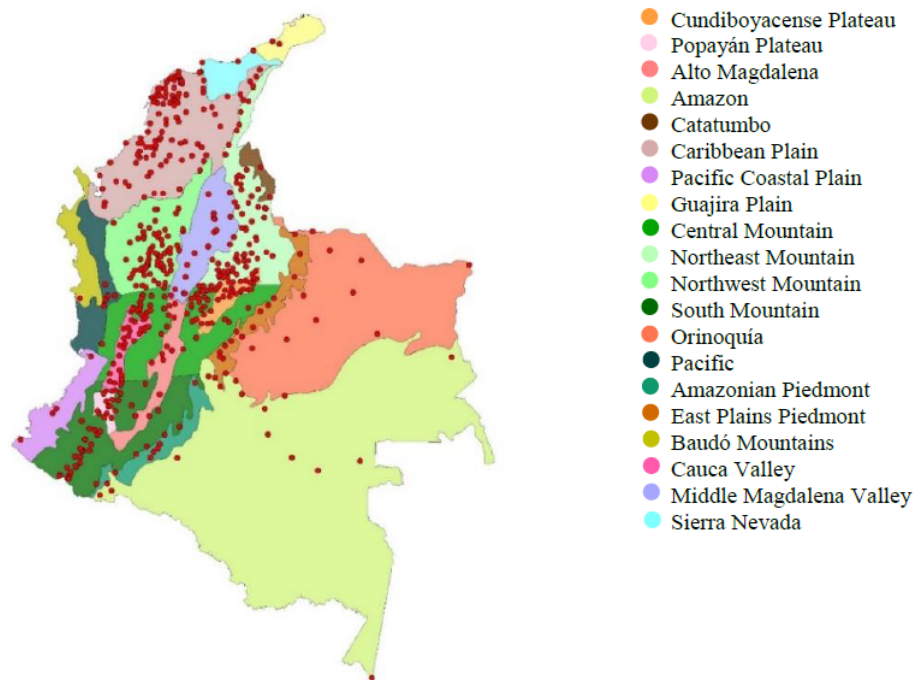 Cundiboyacense Plateau
Popayán Plateau
Alto Magdalena
Amazon
Catatumbo
Caribbean Plain
Pacific Coastal Plain
Guajira Plain
Central Mountain
Northeast Mountain
Northwest Mountain
South Mountain
Orinoquía
Pacific
Amazonian Piedmont
East Plains Piedmont
Baudó Mountains
Cauca Valley
Middle Magdalena Valley
Sierra Nevada